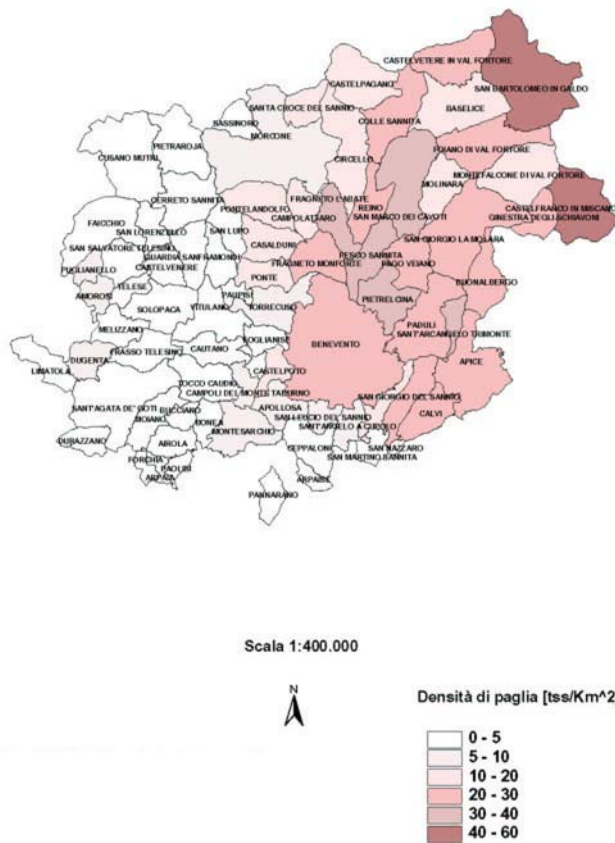 CASTELVETERE IN VAL FORTORE
CASTELPAGANO
SAN BARTOLOMEO IN GALDO
SANTA CROCE DEL SANNIO
BASELICE
SASSINORO
COLLE SANNITA
MORCONE
FOIANO DI VAL FORTORE
PIETRAROJA
CUSANO MUTRI
CIRCELLO
MONTEFALCONE DI VAL FORTORE
MOLINARA
CERRETO SANNITA
FRAGNETO L'ABATE
REINO
CASTELFRANCO IN MISCANO
PONTELANDOLFO
CAMPOLATTARO
SAN MARCO DEI CAVOTI
GINESTRA DEGLI SCHIAVONI
FAICCHIO
SAN LORENZELLO
SAN LUPO
SAN GIORGIO LA MOLARA
SAN SALVATORE TELESINO
CASALDUNI
GUARDIA SANFRAMONDI
PESCO SANNITA
FRAGNETO MONFORTE
PAGO VEIANO
PUGLIANELLO
CASTELVENERE
PONTE
BUONALBERGO
TELESE
AMOROSI
PAUPISI
PIETRELCINA
SOLOPACA
VITULANO
TORRECUSO
PADULI
MELIZZANO
SANT'ARCANGELO TRIMONTE
FOGLIANISE
BENEVENTO
CAUTANO
FRASSO TELESINO
DUGENTA
APICE
LIMATOLA
CASTELPOTO
TOCCO CAUDIO
CAMPOLI DEL MONTE TABURNO
SAN GIORGIO DEL SANNIO
SANT'AGATA DE' GOTI
BUCCIANO
APOLLOSA
SAN LEUCIO DEL SANNIO
CALVI
MOIANO
BONEA
SANT'ANGELO A CUPOLO
MONTESARCHIO
DURAZZANO
AIROLA
CEPPALONI
SAN NAZZARO
SAN MARTINO SANNITA
FORCHIA
PAOLISI
ARPAIA
ARPAISE
PANNARANO
Scala 1:400.000
N
Densità di paglia [tss/Km^2
0 - 5
5 - 10
10 - 20
20 - 30
30 - 40
40 - 60